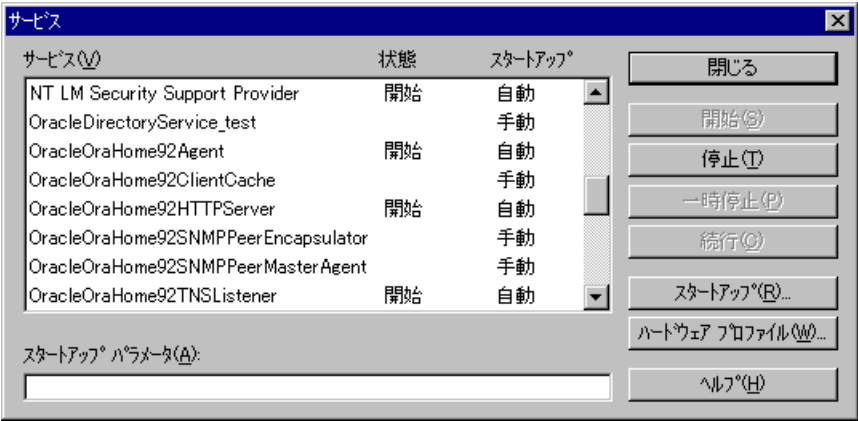 サービス
サービス(V) 状態 スタートアップ
NT LM Security Support Provider 開始 自動
OracleDirectoryService_test 手動
OracleOraHome92Agent 開始 自動
OracleOraHome92ClientCache 手動
OracleOraHome92HTTPServer 開始 自動
OracleOraHome92SNMPPeerEncapsulator 手動
OracleOraHome92SNMPPeerMasterAgent 手動
OracleOraHome92TNSListener 開始 自動
スタートアップ パラメータ(A):
閉じる
開始(S)
停止(T)
一時停止(P)
続行(C)
スタートアップ(R)...
ハードウェア プロファイル(W)...
ヘルプ(H)